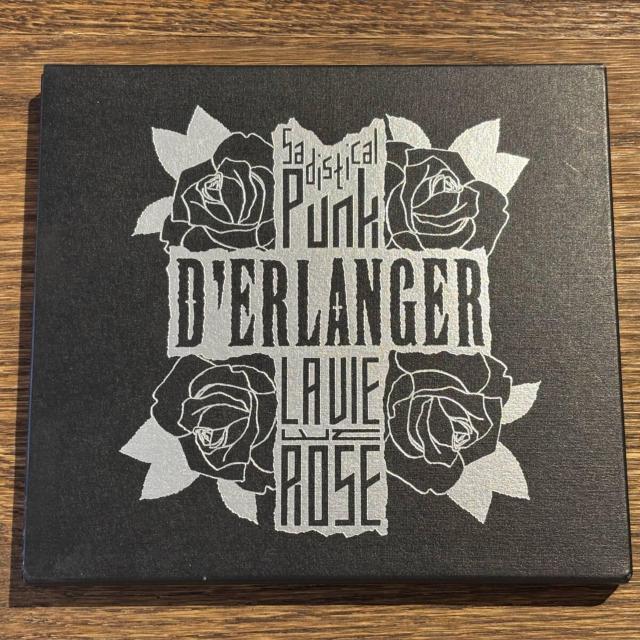 Sadistical
Punk
D'ERLANGER
LA VIE
EN
ROSE